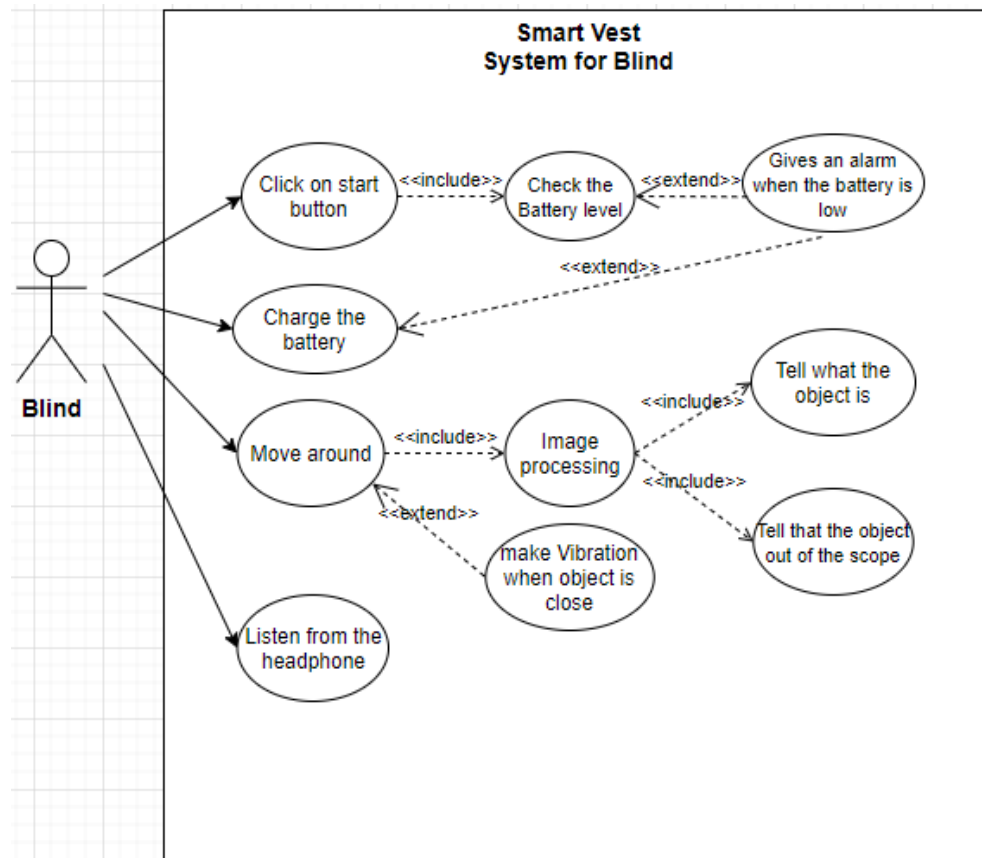 Smart Vest
System for Blind
Click on start
button
<<include>>
Check the
Battery level
<<extend>>
Gives an alarm
when the battery is
low
<<extend>>
Charge the
battery
Blind
Move around
<<include>>
Image
processing
<<include>>
Tell what the
object is
<<include>>
Tell that the object
out of the scope
<<extend>>
make Vibration
when object is
close
Listen from the
headphone